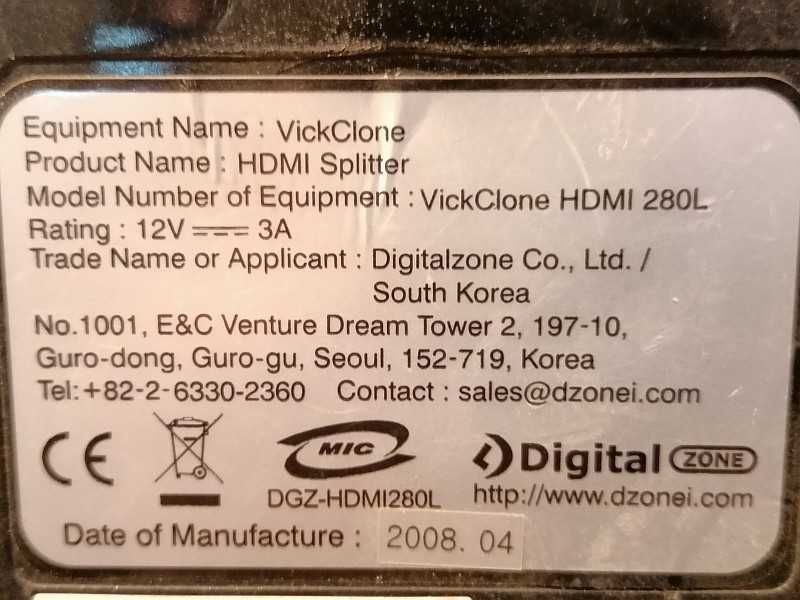 Equipment Name : VickClone
Product Name : HDMI Splitter
Model Number of Equipment : VickClone HDMI 280L
Rating : 12V ⎓ 3A
Trade Name or Applicant : Digitalzone Co., Ltd. /
South Korea
No.1001, E&C Venture Dream Tower 2, 197-10,
Guro-dong, Guro-gu, Seoul, 152-719, Korea
Tel:+82-2-6330-2360 Contact : sales@dzonei.com
CE MIC Digital ZONE
DGZ-HDMI280L http://www.dzonei.com
Date of Manufacture : 2008. 04